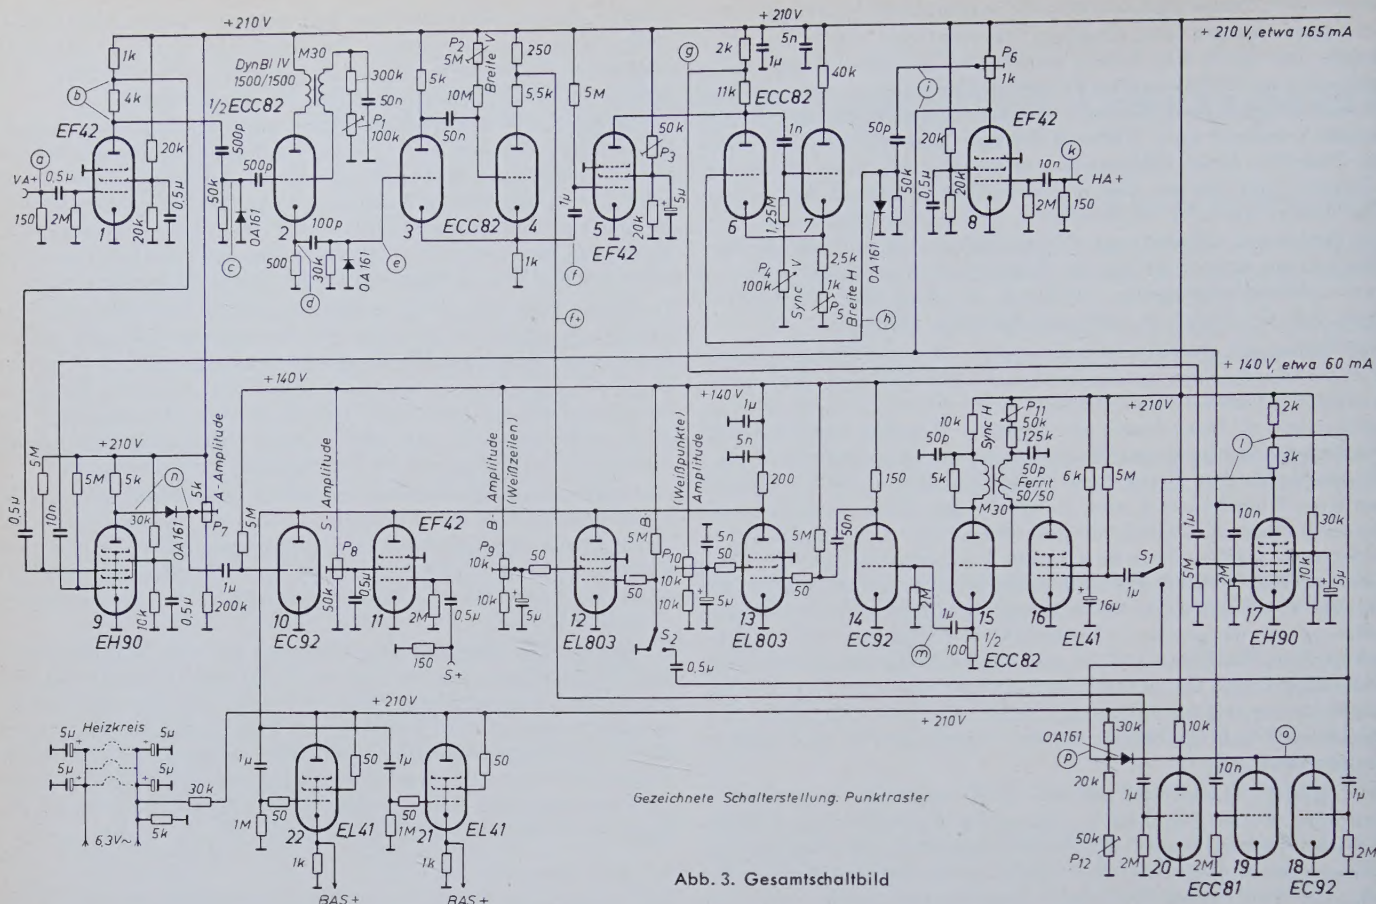 +210V
+210V
+ 210 V, etwa 165 mA
1k
b
4k
EF42
a
VA+
0,5µ
150
2M
1
20k
20k
0,5µ
½ ECC82
500p
50k
500p
c
OA161
DynBl IV
1500/1500
M30
300k
50n
P1
100k
2
500
d
100p
30k
OA161
e
5k
P2
5M
Breite V
10M
50n
250
5,5k
3
ECC82
4
1k
5M
1µ
f
f+
50k
P3
5µ
20k
5
EF42
g
2k
1µ
5n
11k
40k
ECC82
1n
6
7
1,25M
P4
100k
Sync V
2,5k
1k
P5
Breite H
h
50p
i
OA161
50k
P6
1k
EF42
20k
20k
0,5µ
8
10n
k
HA+
2M
150
+140V
+140V
+ 140 V, etwa 60 mA
+210V
+210V
5M
0,5µ
10n
5M
5k
n
30k
OA161
5k
P7
A-Amplitude
9
EH90
10k
0,5µ
200k
5M
1µ
10
EC92
S-Amplitude
P8
50k
0,5µ
EF42
11
2M
0,5µ
150
S+
B-Amplitude
(Weißzeilen)
P9
10k
10k
5µ
50
12
EL803
50
5M
S2
0,5µ
B-Amplitude
(Weißpunkte)
P10
10k
10k
5n
5µ
50
1µ
5n
200
13
EL803
50
5M
50n
150
14
EC92
2M
m
1µ
10k
50p
5k
Sync H
P11
50k
125k
50p
Ferrit
50/50
M30
15
100
½
ECC82
6k
5M
16
EL41
16µ
1µ
S1
2k
l
3k
1µ
5M
10n
2M
17
EH90
30k
10k
5µ
Heizkreis
5µ
5µ
5µ
5µ
6,3V~
30k
5k
+210V
+210V
1µ
1M
50
50
22
EL41
1k
BAS+
1µ
1M
50
50
21
EL41
1k
BAS+
Gezeichnete Schalterstellung: Punktraster
OA161
p
30k
10k
o
20k
50k
P12
1µ
2M
20
10n
2M
19
ECC81
18
EC92
1µ
2M
Abb. 3. Gesamtschaltbild